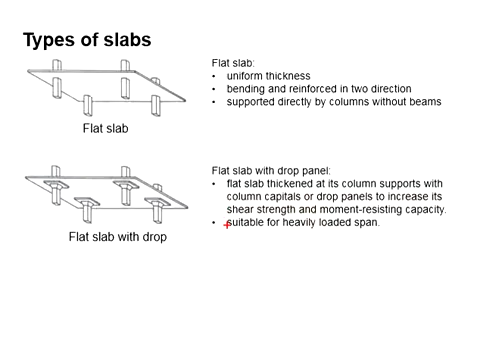 Types of slabs
Flat slab:
• uniform thickness
• bending and reinforced in two direction
• supported directly by columns without beams
Flat slab
Flat slab with drop panel:
• flat slab thickened at its column supports with
column capitals or drop panels to increase its
shear strength and moment-resisting capacity.
• suitable for heavily loaded span.
Flat slab with drop